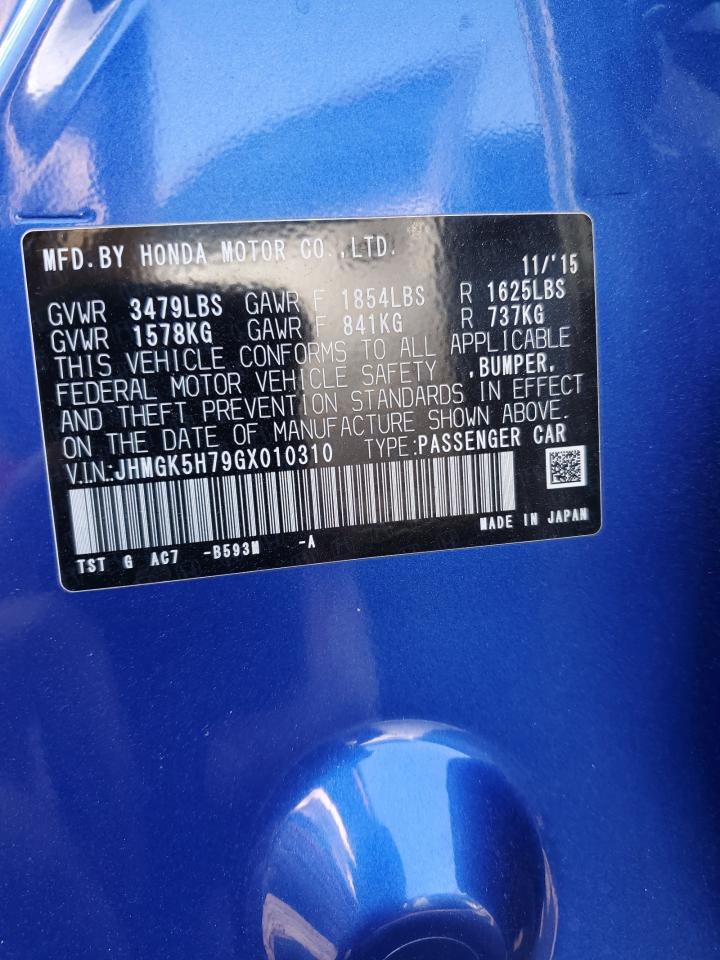 MFD.BY HONDA MOTOR CO.,LTD.
11/'15
GVWR 3479LBS GAWR F 1854LBS R 1625LBS
GVWR 1578KG GAWR F 841KG R 737KG
THIS VEHICLE CONFORMS TO ALL APPLICABLE
FEDERAL MOTOR VEHICLE SAFETY ,BUMPER,
AND THEFT PREVENTION STANDARDS IN EFFECT
ON THE DATE OF MANUFACTURE SHOWN ABOVE.
V.I.N.:JHMGK5H79GX010310 TYPE:PASSENGER CAR
MADE IN JAPAN
TST G AC7 -B593M -A